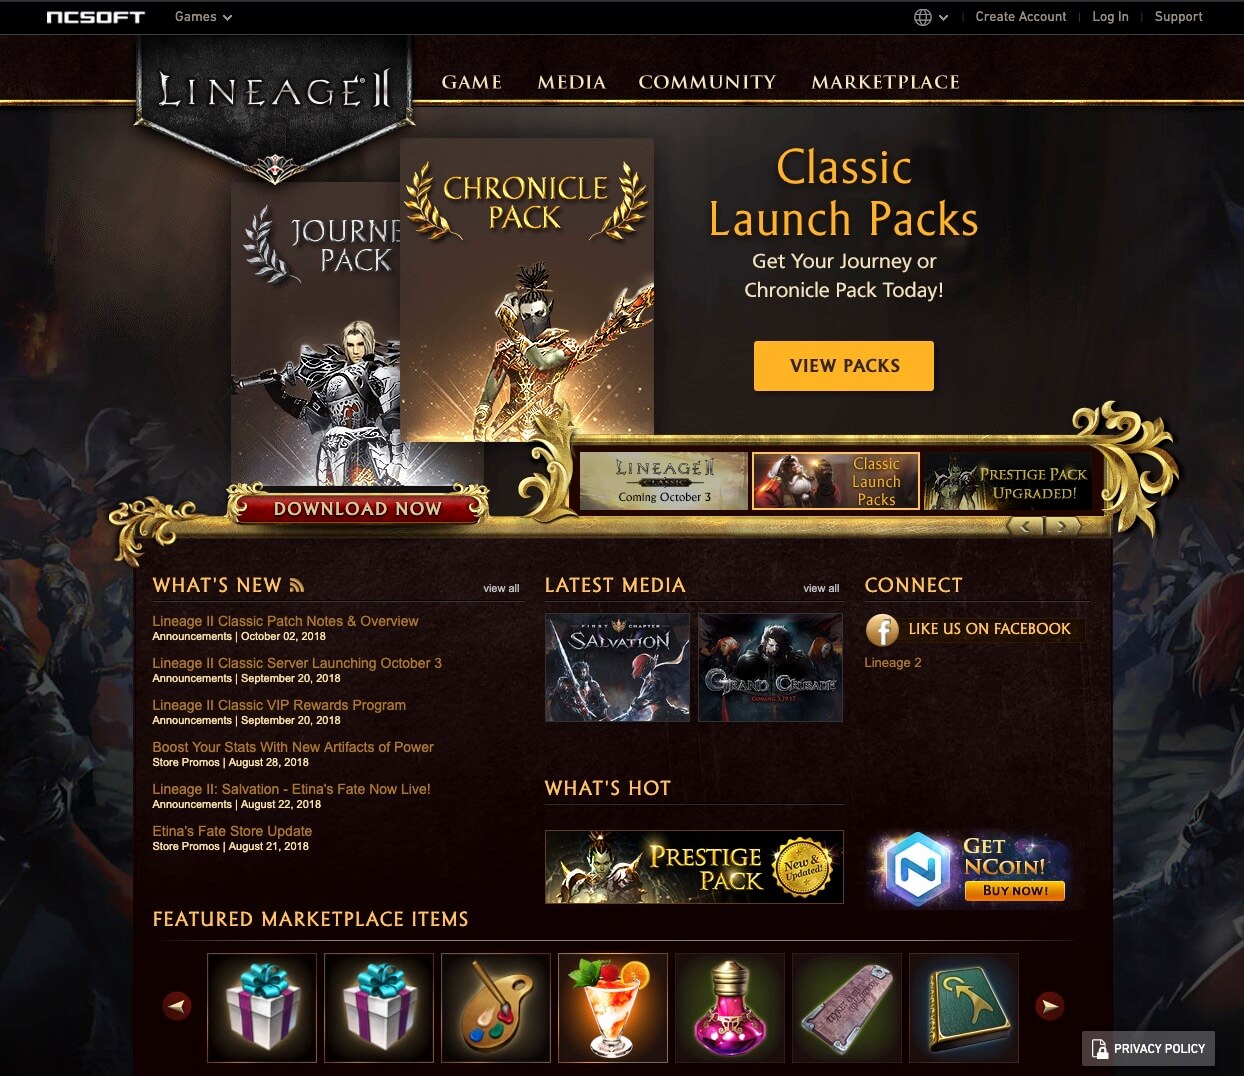 NCSOFT
Games
Create Account
Log In
Support
LINEAGE II
GAME
MEDIA
COMMUNITY
MARKETPLACE
JOURNE
PACK
CHRONICLE
PACK
Classic
Launch Packs
Get Your Journey or
Chronicle Pack Today!
VIEW PACKS
LINEAGE II
CLASSIC
Coming October 3
Classic
Launch
Packs
PRESTIGE PACK
UPGRADED!
DOWNLOAD NOW
WHAT'S NEW
view all
Lineage II Classic Patch Notes & Overview
Announcements | October 02, 2018
Lineage II Classic Server Launching October 3
Announcements | September 20, 2018
Lineage II Classic VIP Rewards Program
Announcements | September 20, 2018
Boost Your Stats With New Artifacts of Power
Store Promos | August 28, 2018
Lineage II: Salvation - Etina's Fate Now Live!
Announcements | August 22, 2018
Etina's Fate Store Update
Store Promos | August 21, 2018
LATEST MEDIA
view all
FIRST CHAPTER
SALVATION
GRAND CRUSADE
COMING 3.29.17
CONNECT
LIKE US ON FACEBOOK
Lineage 2
WHAT'S HOT
PRESTIGE
PACK
New &
Updated!
GET
NCOIN!
BUY NOW!
FEATURED MARKETPLACE ITEMS
PRIVACY POLICY